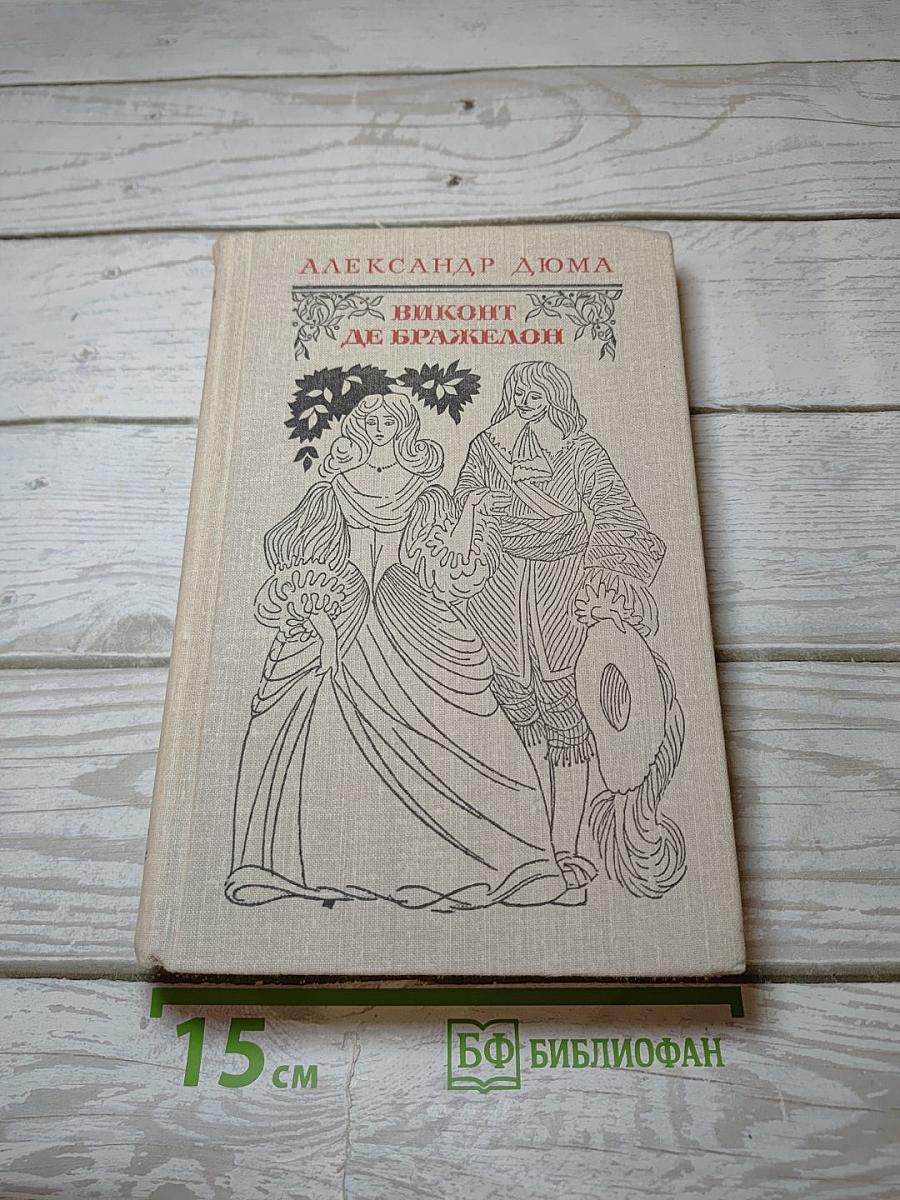 АЛЕКСАНДР ДЮМА
ВИКОНТ
ДЕ БРАЖЕЛОН
15 см
БФ БИБЛИОФАН